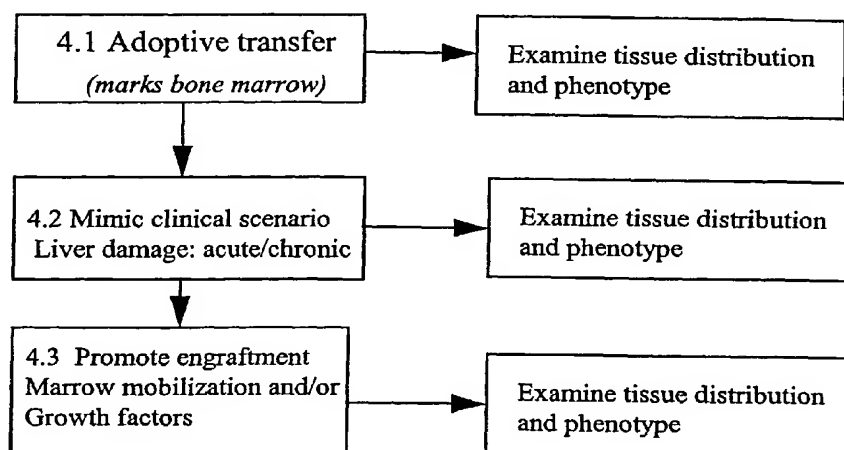 4.1 Adoptive transfer
(marks bone marrow)
Examine tissue distribution
and phenotype
4.2 Mimic clinical scenario
Liver damage: acute/chronic
Examine tissue distribution
and phenotype
4.3 Promote engraftment
Marrow mobilization and/or
Growth factors
Examine tissue distribution
and phenotype